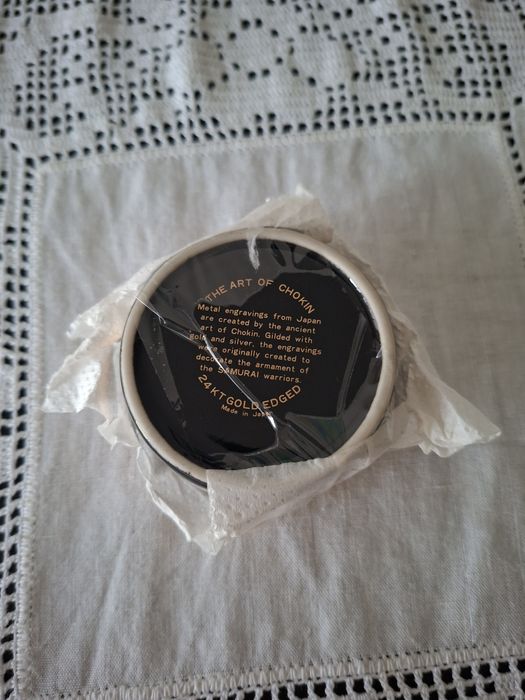 THE ART OF CHOKIN
Metal engravings from Japan
are created by the ancient
art of Chokin. Gilded with
gold and silver, the engravings
were originally created to
decorate the armament of
the SAMURAI warriors.
24 KT GOLD EDGED
Made in Japan